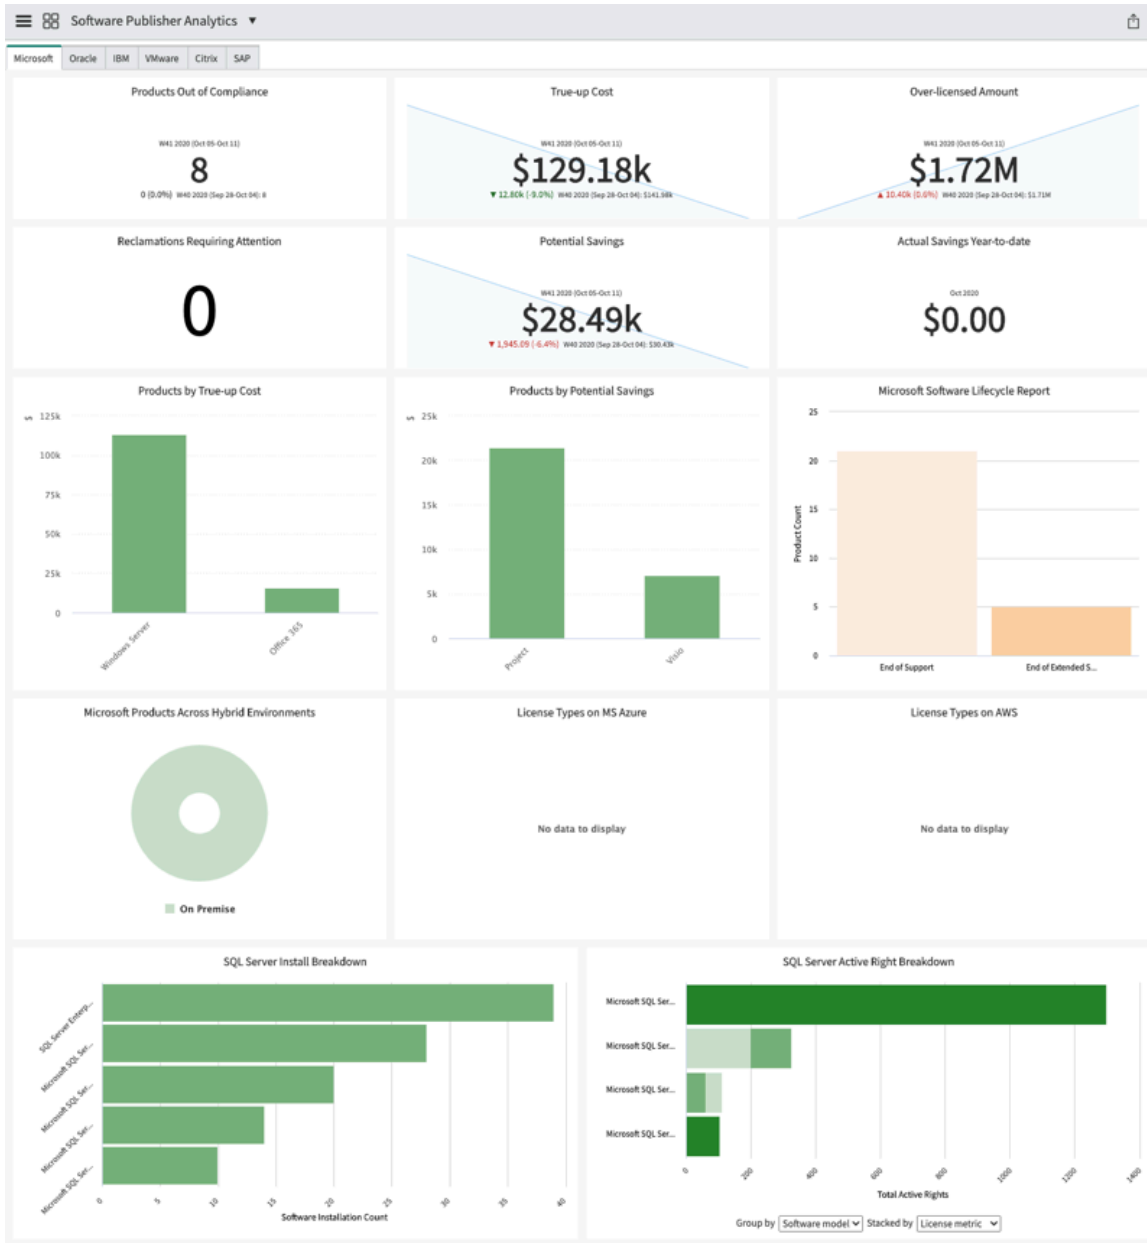 Software Publisher Analytics ▼
Microsoft Oracle IBM VMware Citrix SAP
Products Out of Compliance
W41 2020 (Oct 05-Oct 11)
8
0 (0.0%) W40 2020 (Sep 28-Oct 04): 8
True-up Cost
W41 2020 (Oct 05-Oct 11)
$129.18k
▼ 12.80k (-9.0%) W40 2020 (Sep 28-Oct 04): $141.98k
Over-licensed Amount
W41 2020 (Oct 05-Oct 11)
$1.72M
▲ 10.40k (0.6%) W40 2020 (Sep 28-Oct 04): $1.71M
Reclamations Requiring Attention
0
Potential Savings
W41 2020 (Oct 05-Oct 11)
$28.49k
▼ 1,945.09 (-6.4%) W40 2020 (Sep 28-Oct 04): $30.43k
Actual Savings Year-to-date
Oct 2020
$0.00
Products by True-up Cost
$
125k
100k
75k
50k
25k
0
Windows Server
Office 365
Products by Potential Savings
$
25k
20k
15k
10k
5k
0
Project
Visio
Microsoft Software Lifecycle Report
Product Count
25
20
15
10
5
0
End of Support
End of Extended S...
Microsoft Products Across Hybrid Environments
On Premise
License Types on MS Azure
No data to display
License Types on AWS
No data to display
SQL Server Install Breakdown
SQL Server Enterp...
Microsoft SQL Ser...
Microsoft SQL Ser...
Microsoft SQL Ser...
Microsoft SQL Ser...
0 5 10 15 20 25 30 35 40
Software Installation Count
SQL Server Active Right Breakdown
Microsoft SQL Ser...
Microsoft SQL Ser...
Microsoft SQL Ser...
Microsoft SQL Ser...
0 200 400 600 800 1000 1200 1400
Total Active Rights
Group by Software model Stacked by License metric